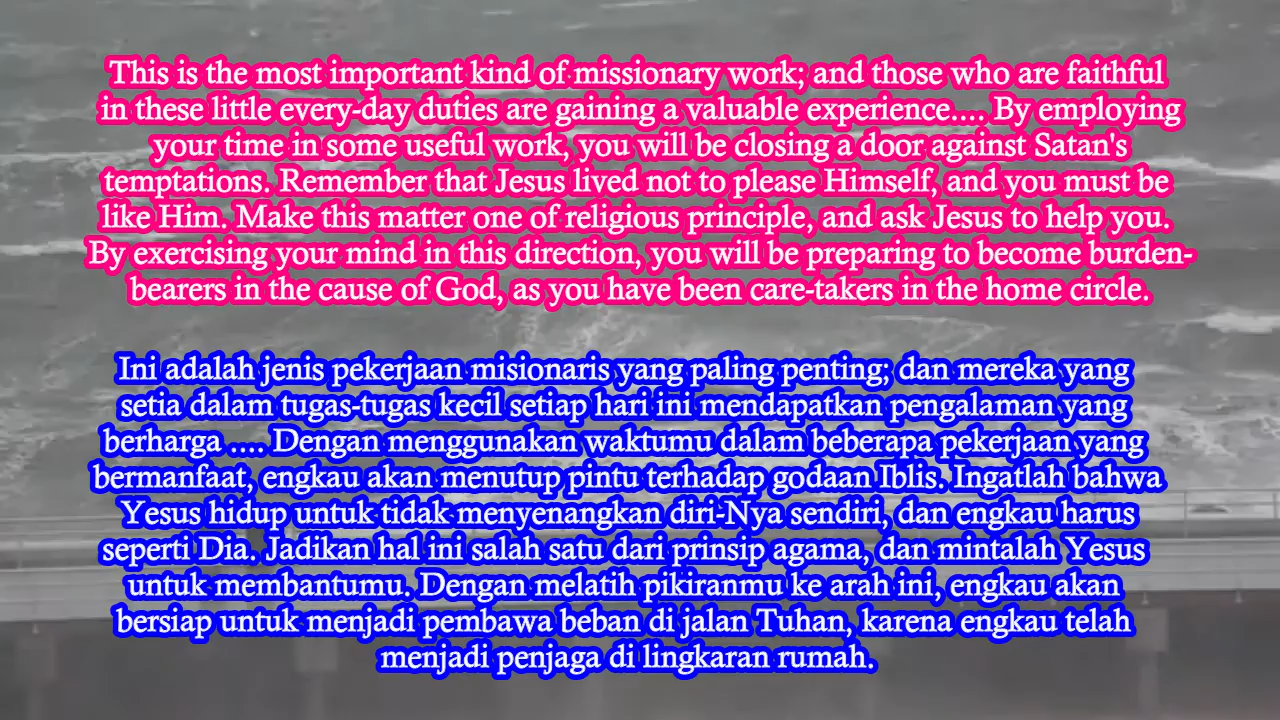 This is the most important kind of missionary work; and those who are faithful
in these little every-day duties are gaining a valuable experience.... By employing
your time in some useful work, you will be closing a door against Satan's
temptations. Remember that Jesus lived not to please Himself, and you must be
like Him. Make this matter one of religious principle, and ask Jesus to help you.
By exercising your mind in this direction, you will be preparing to become burden-
bearers in the cause of God, as you have been care-takers in the home circle.
Ini adalah jenis pekerjaan misionaris yang paling penting; dan mereka yang
setia dalam tugas-tugas kecil setiap hari ini mendapatkan pengalaman yang
berharga .... Dengan menggunakan waktumu dalam beberapa pekerjaan yang
bermanfaat, engkau akan menutup pintu terhadap godaan Iblis. Ingatlah bahwa
Yesus hidup untuk tidak menyenangkan diri-Nya sendiri, dan engkau harus
seperti Dia. Jadikan hal ini salah satu dari prinsip agama, dan mintalah Yesus
untuk membantumu. Dengan melatih pikiranmu ke arah ini, engkau akan
bersiap untuk menjadi pembawa beban di jalan Tuhan, karena engkau telah
menjadi penjaga di lingkaran rumah.